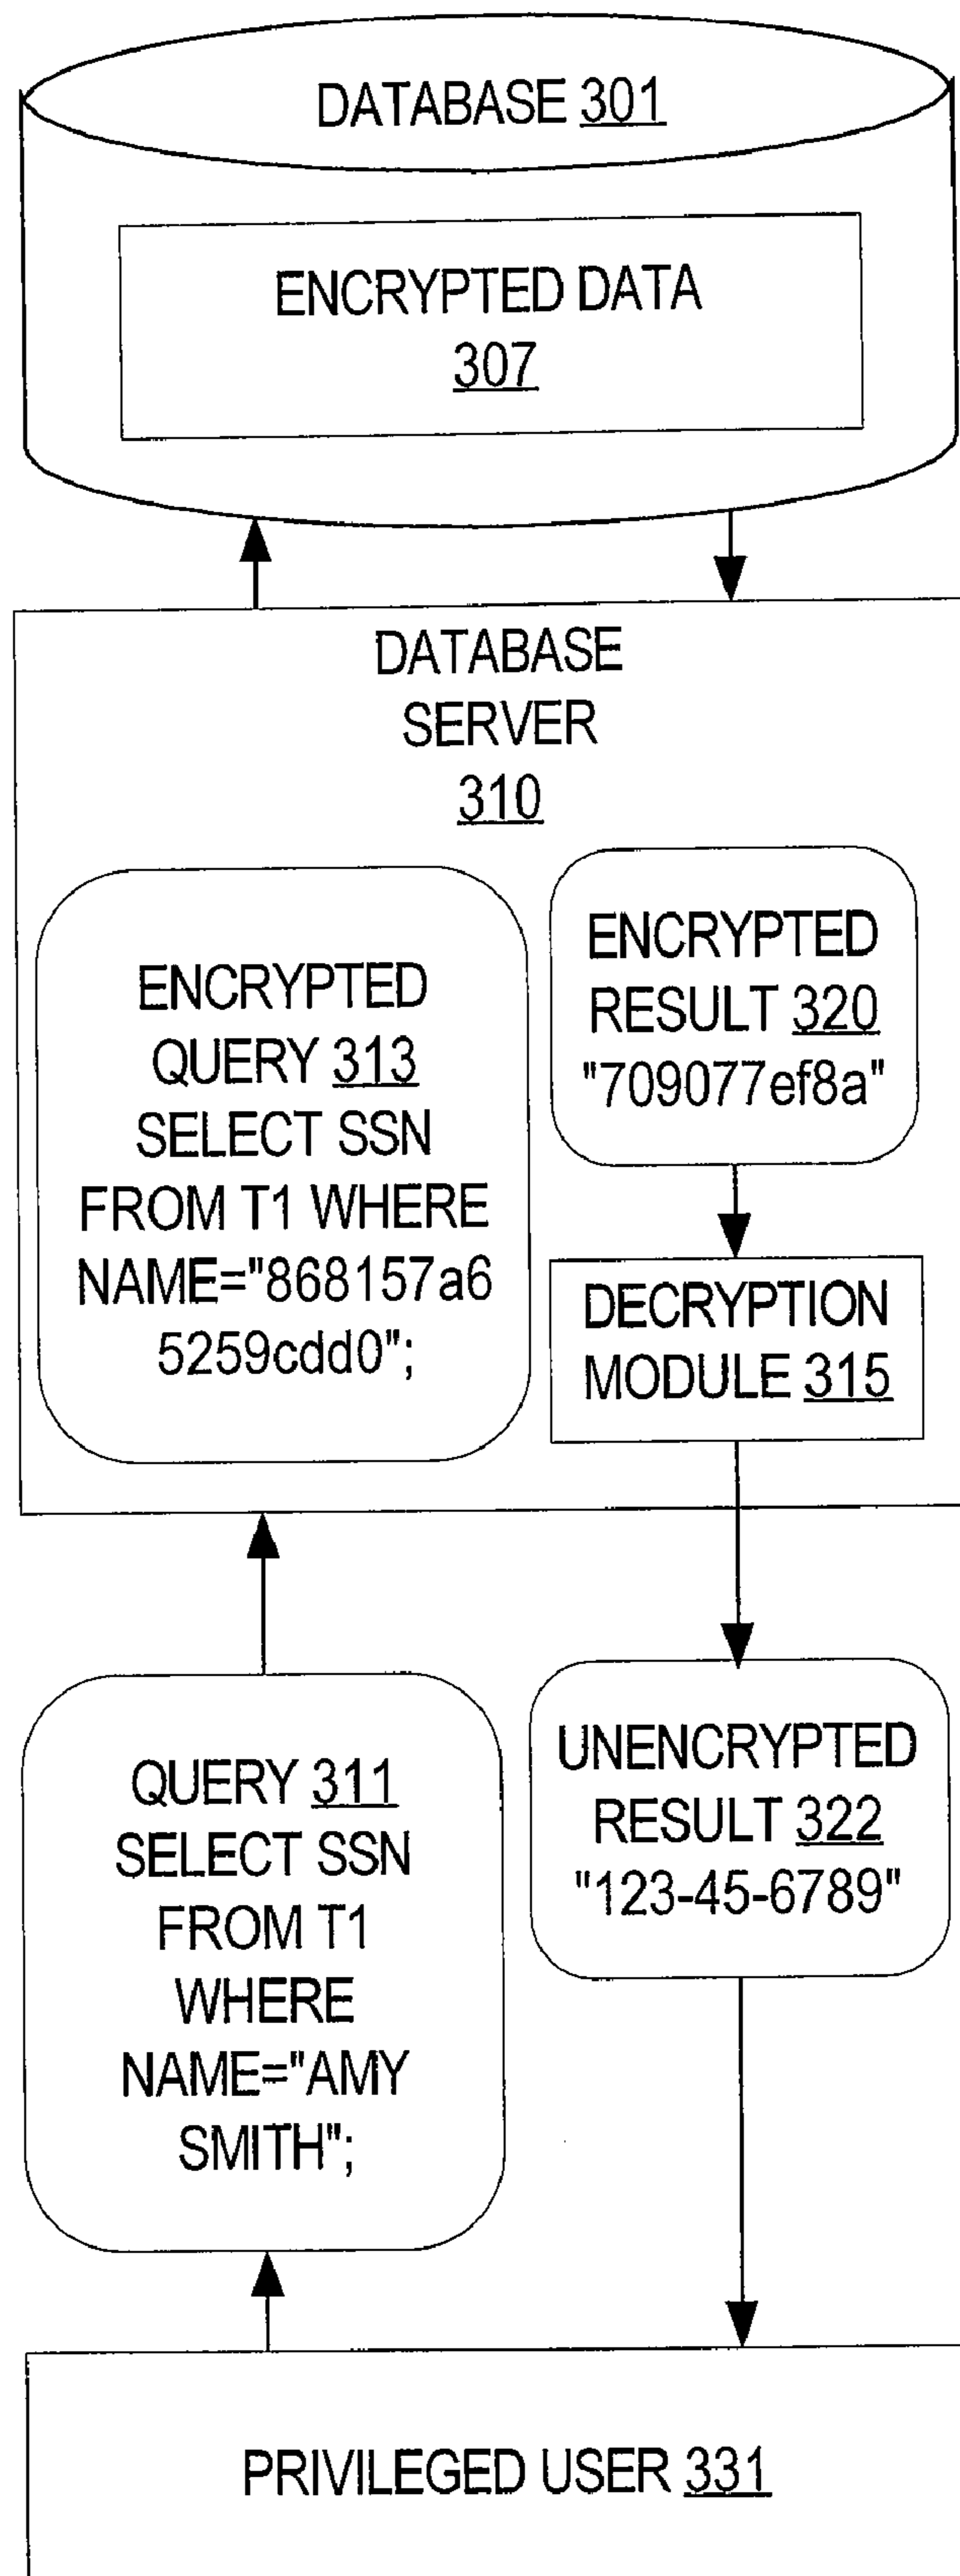 DATABASE 301
ENCRYPTED DATA
307
DATABASE
SERVER
310
ENCRYPTED
QUERY 313
SELECT SSN
FROM T1 WHERE
NAME="868157a6
5259cdd0";
ENCRYPTED
RESULT 320
"709077ef8a"
DECRYPTION
MODULE 315
QUERY 311
SELECT SSN
FROM T1
WHERE
NAME="AMY
SMITH";
UNENCRYPTED
RESULT 322
"123-45-6789"
PRIVILEGED USER 331